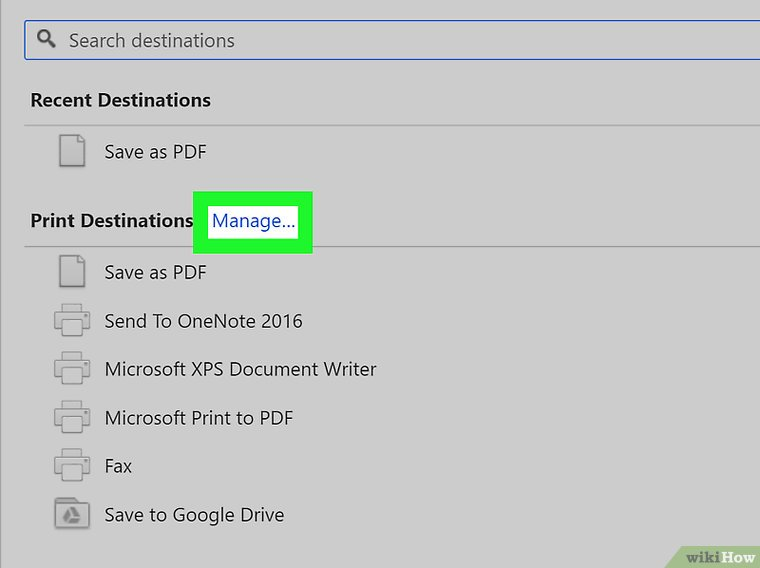 Search destinations
Recent Destinations
Save as PDF
Print Destinations Manage...
Save as PDF
Send To OneNote 2016
Microsoft XPS Document Writer
Microsoft Print to PDF
Fax
Save to Google Drive
wikiHow